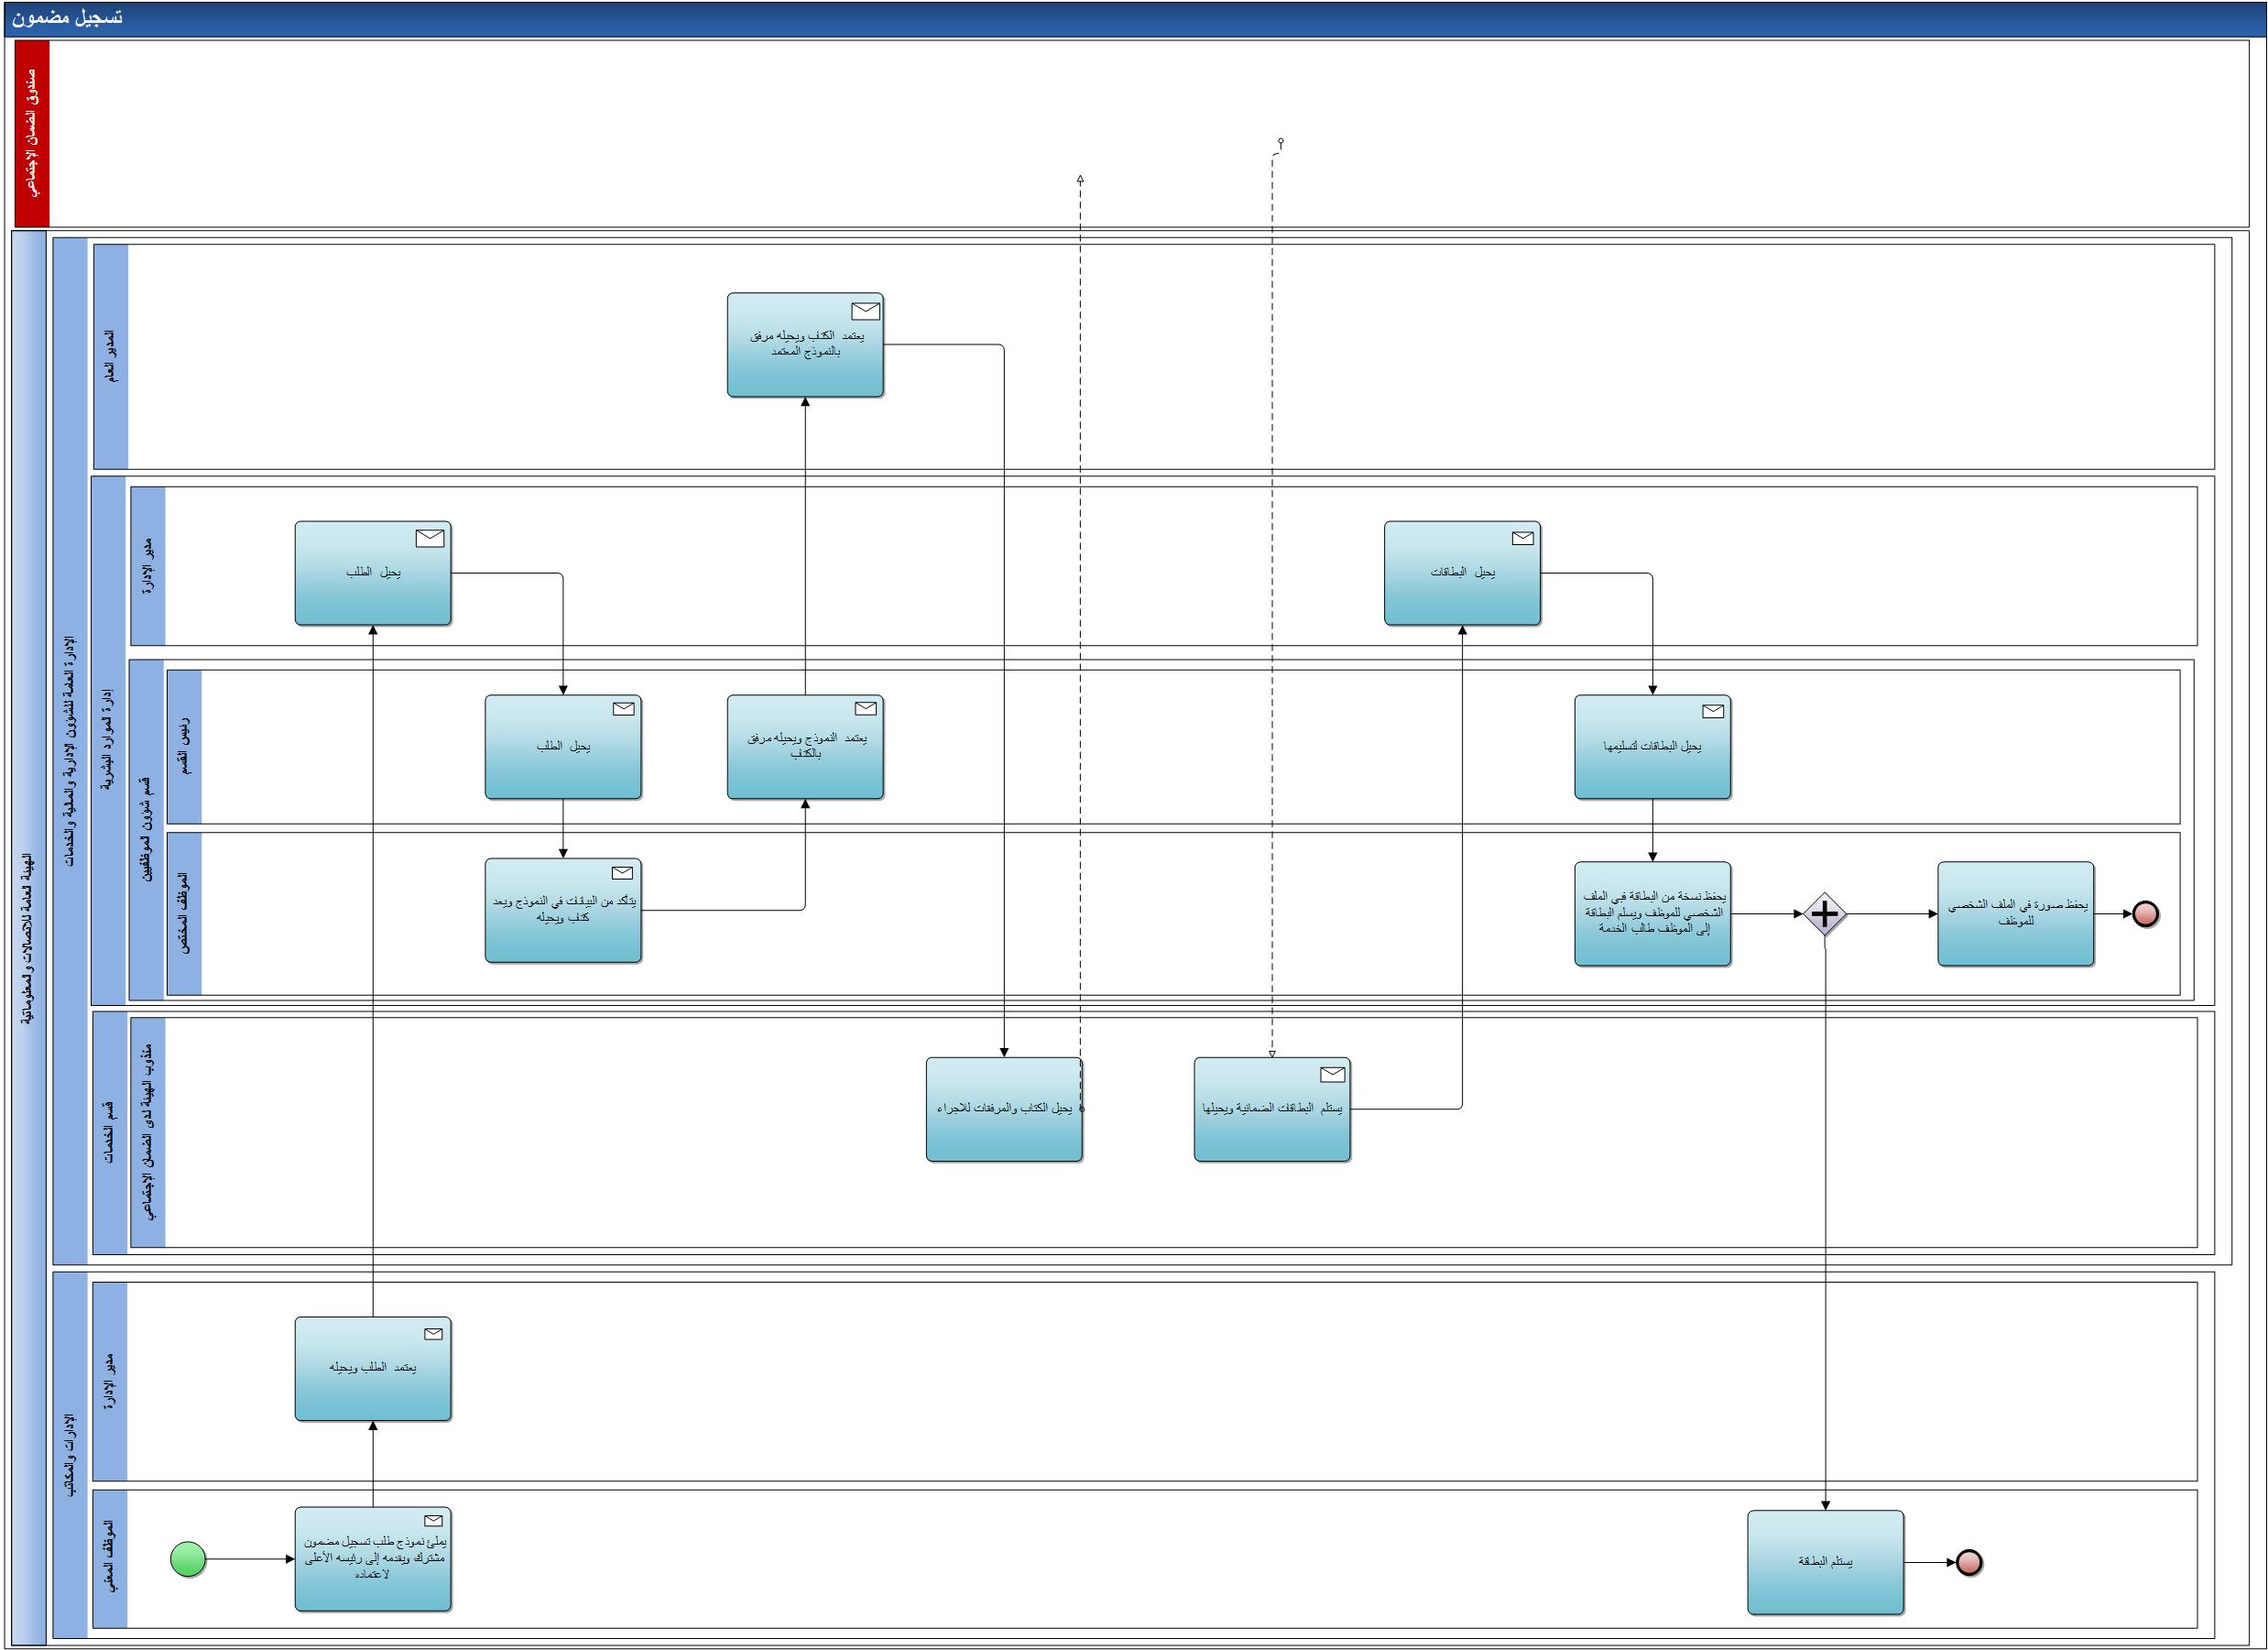 تسجيل مضمون
صندوق الضمان الإجتماعي
الهيئة العامة للاتصالات والمعلوماتية
الإدارة العامة للشؤون الإدارية والمالية والخدمات
المدير العام
يعتمد الكتاب ويحيله مرفق
بالنموذج المعتمد
إدارة الموارد البشرية
مدير الإدارة
يحيل الطلب
يحيل البطاقات
قسم شؤون الموظفيين
رئيس القسم
يحيل الطلب
يعتمد النموذج ويحيله مرفق
بالكتاب
يحيل البطاقات لتسليمها
الموظف المختص
يتأكد من البيانات في النموذج ويعد
كتاب ويحيله
يحفظ نسخة من البطاقة في الملف
الشخصي للموظف ويسلم البطاقة
إلى الموظف طالب الخدمة
يحفظ صورة في الملف الشخصي
للموظف
قسم الخدمات
منذوب الهيئة لدى الضمان الإجتماعي
يحيل الكتاب والمرفقات للاجراء
يستلم البطاقات الضمانية ويحيلها
الإدارات والمكاتب
مدير الإدارة
يعتمد الطلب ويحيله
الموظف المعني
يملئ نموذج طلب تسجيل مضمون
مشترك ويقدمه إلى رئيسه الأعلى
لاعتماده
يستلم البطاقة